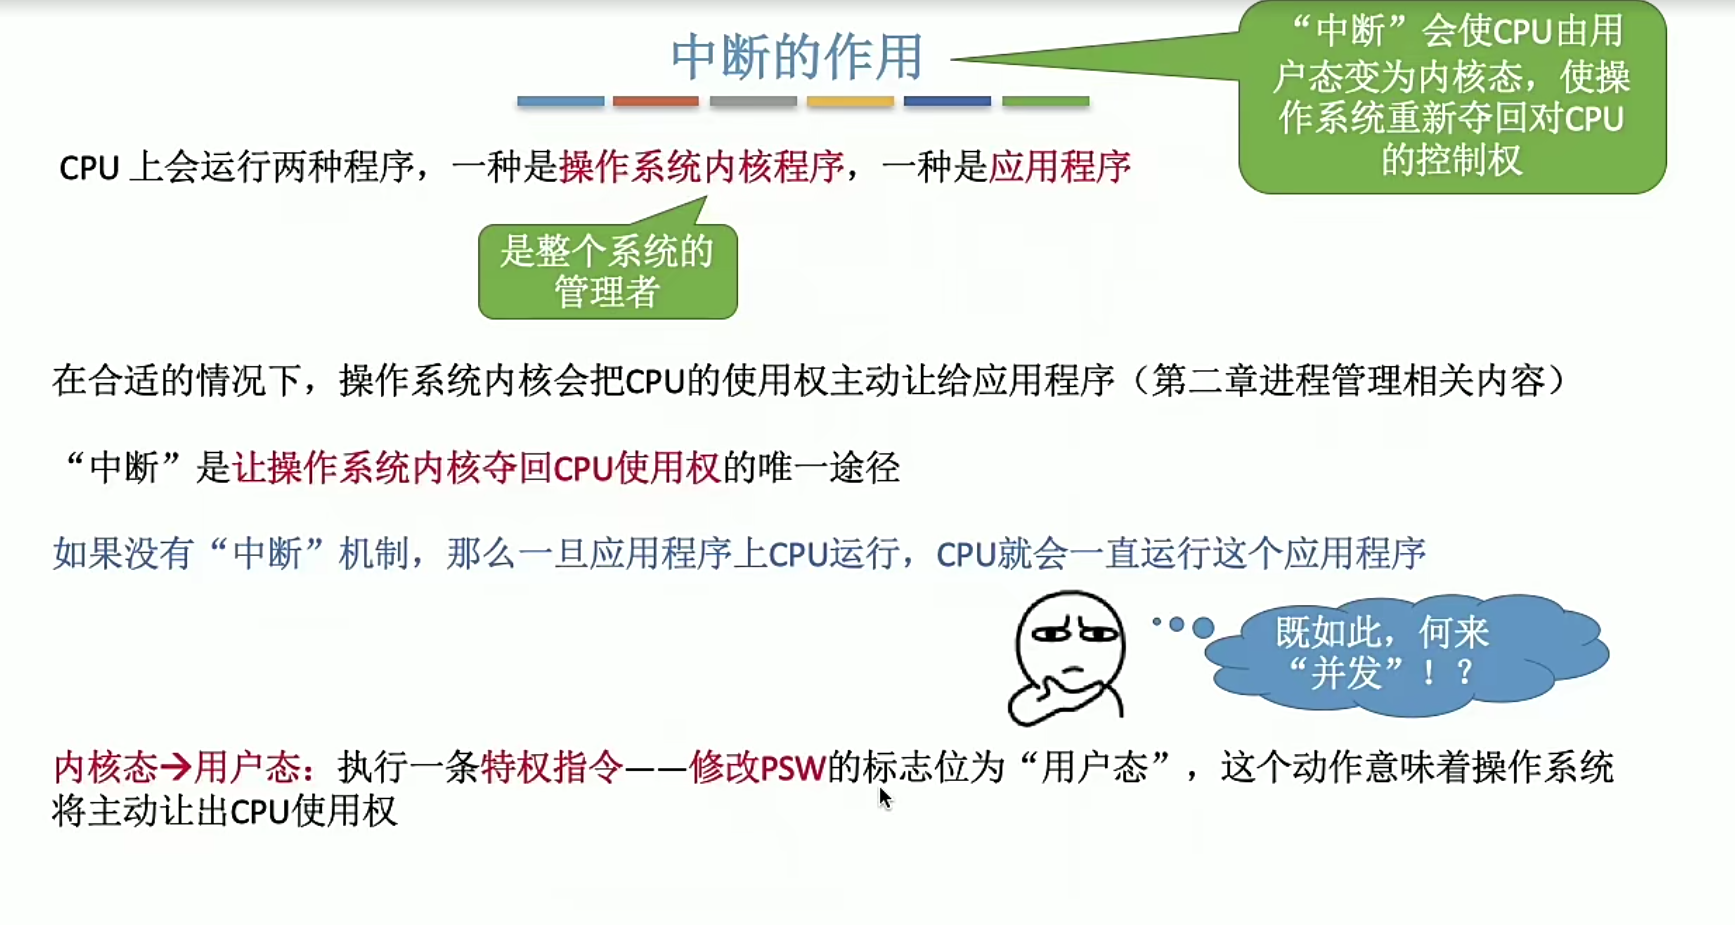 中断的作用
“中断”会使CPU由用
户态变为内核态，使操
作系统重新夺回对CPU
的控制权
CPU 上会运行两种程序，一种是操作系统内核程序，一种是应用程序
是整个系统的
管理者
在合适的情况下，操作系统内核会把CPU的使用权主动让给应用程序（第二章进程管理相关内容）
“中断”是让操作系统内核夺回CPU使用权的唯一途径
如果没有“中断”机制，那么一旦应用程序上CPU运行，CPU就会一直运行这个应用程序
既如此，何来
“并发”！？
内核态→用户态：执行一条特权指令——修改PSW的标志位为“用户态”，这个动作意味着操作系统
将主动让出CPU使用权